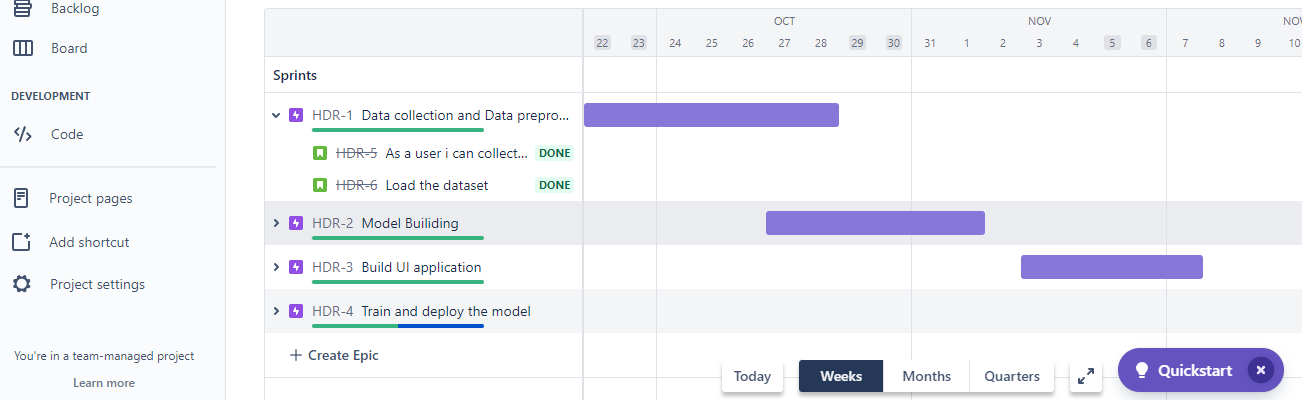 Backlog
Board
DEVELOPMENT
Code
Project pages
Add shortcut
Project settings
You're in a team-managed project
Learn more
OCT NOV NOV
22 23 24 25 26 27 28 29 30 31 1 2 3 4 5 6 7 8 9 10
Sprints
HDR-1 Data collection and Data prepro...
HDR-5 As a user i can collect... DONE
HDR-6 Load the dataset DONE
HDR-2 Model Builiding
HDR-3 Build UI application
HDR-4 Train and deploy the model
+ Create Epic
Today Weeks Months Quarters
Quickstart